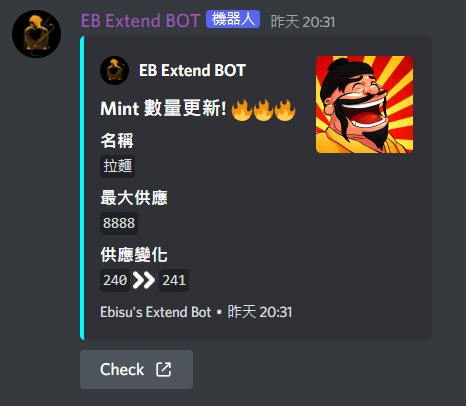 EB Extend BOT 機器人 昨天 20:31
EB Extend BOT
Mint 數量更新! 🔥🔥🔥
名稱
拉麵
最大供應
8888
供應變化
240 ⏩ 241
Ebisu's Extend Bot • 昨天 20:31
Check